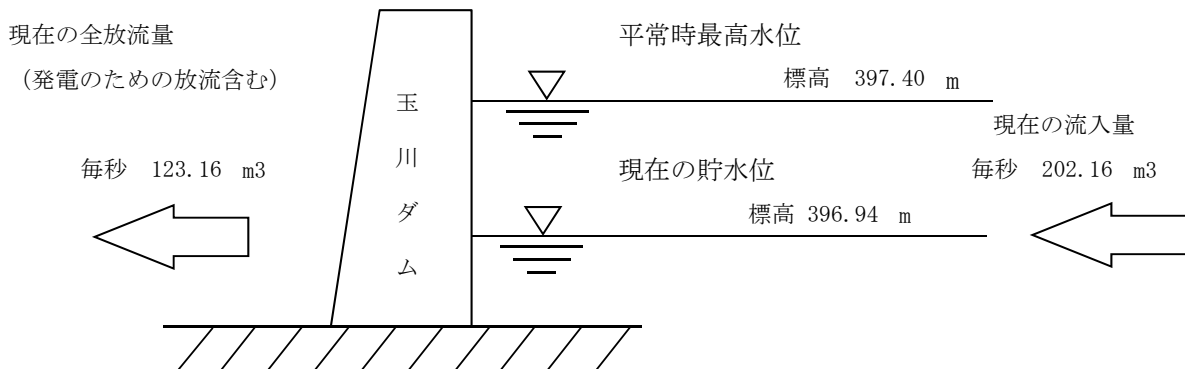 現在の全放流量
（発電のための放流含む）
毎秒 123.16 m3
玉川ダム
平常時最高水位
標高 397.40 m
現在の貯水位
標高 396.94 m
現在の流入量
毎秒 202.16 m3